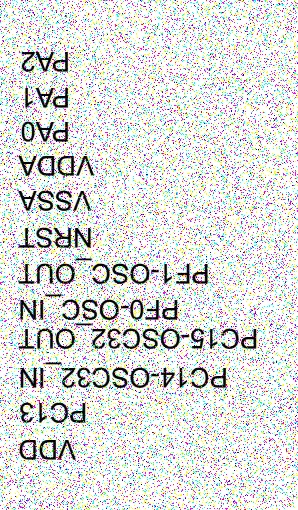 VDD
PC13
PC14-OSC32_IN
PC15-OSC32_OUT
PF0-OSC_IN
PF1-OSC_OUT
NRST
VSSA
VDDA
PA0
PA1
PA2